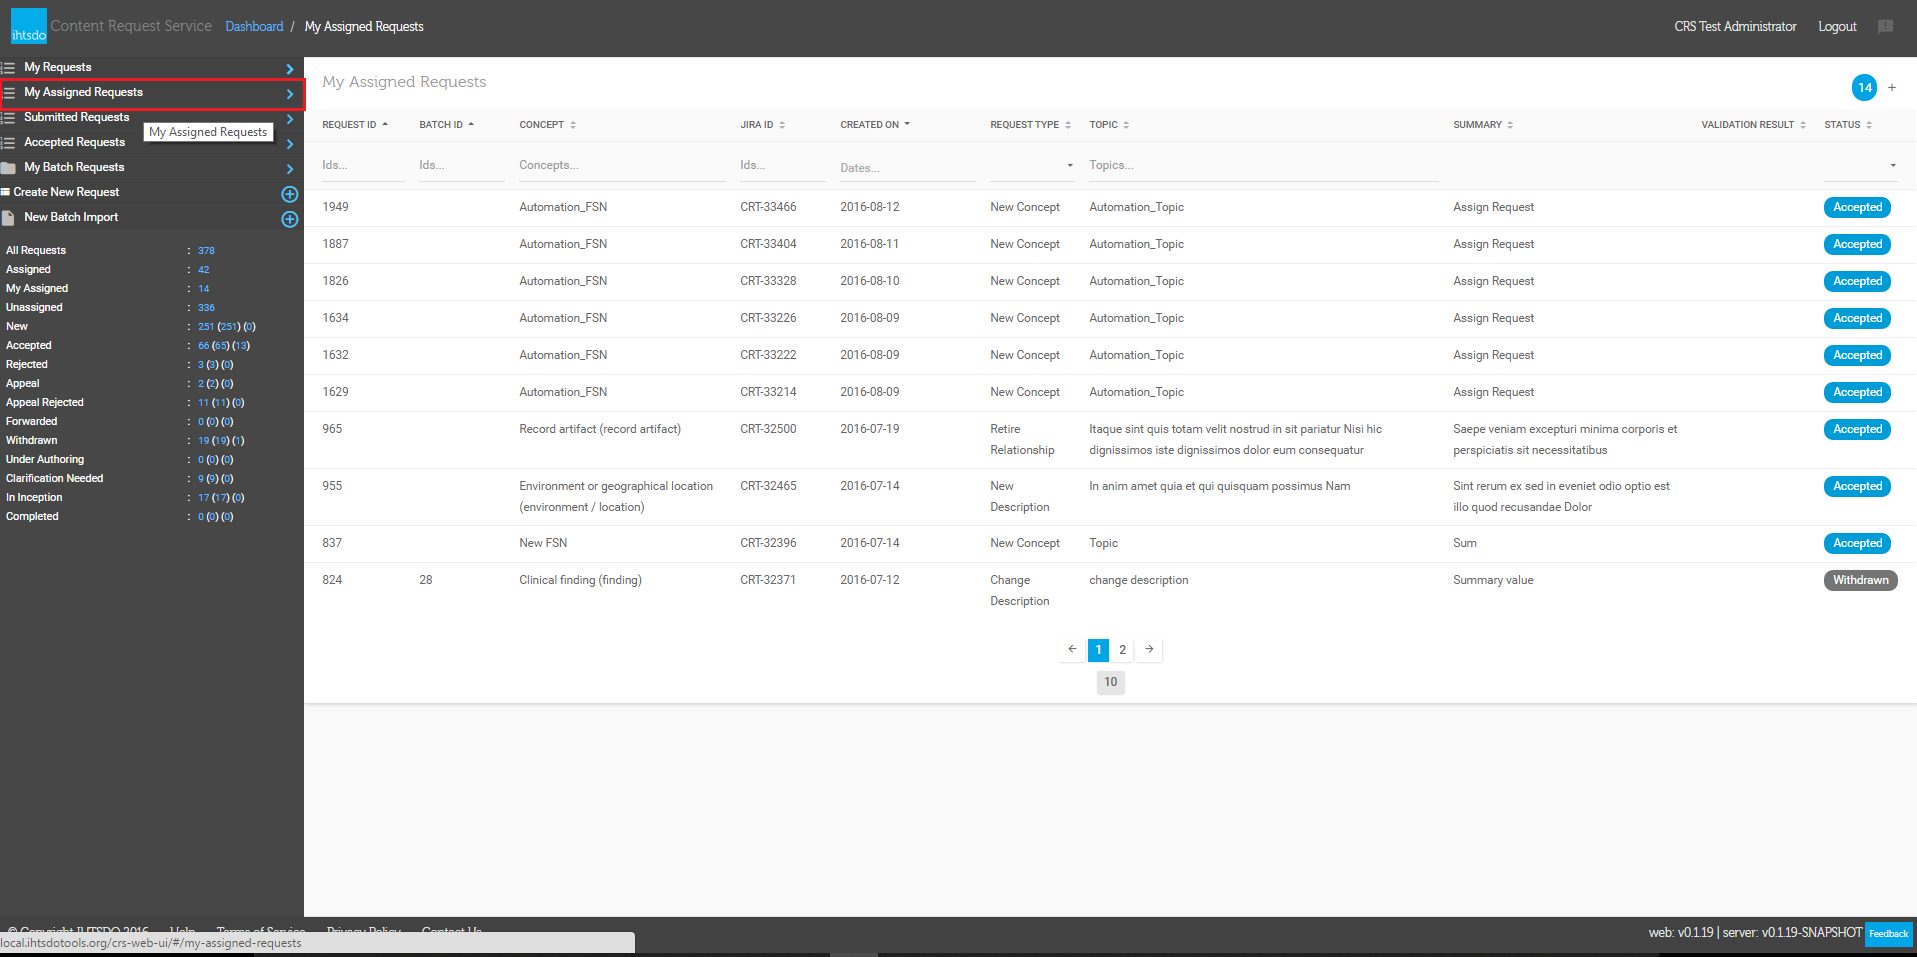 ihtsdo Content Request Service Dashboard / My Assigned Requests CRS Test Administrator Logout
My Requests
My Assigned Requests
Submitted Requests
My Assigned Requests
Accepted Requests
My Batch Requests
Create New Request
New Batch Import
All Requests : 378
Assigned : 42
My Assigned : 14
Unassigned : 336
New : 251 (251) (0)
Accepted : 66 (65) (13)
Rejected : 3 (3) (0)
Appeal : 2 (2) (0)
Appeal Rejected : 11 (11) (0)
Forwarded : 0 (0) (0)
Withdrawn : 19 (19) (1)
Under Authoring : 0 (0) (0)
Clarification Needed : 9 (9) (0)
In Inception : 17 (17) (0)
Completed : 0 (0) (0)
My Assigned Requests 14 +
REQUEST ID BATCH ID CONCEPT JIRA ID CREATED ON REQUEST TYPE TOPIC SUMMARY VALIDATION RESULT STATUS
Ids... Ids... Concepts... Ids... Dates... Topics...
1949 Automation_FSN CRT-33466 2016-08-12 New Concept Automation_Topic Assign Request Accepted
1887 Automation_FSN CRT-33404 2016-08-11 New Concept Automation_Topic Assign Request Accepted
1826 Automation_FSN CRT-33328 2016-08-10 New Concept Automation_Topic Assign Request Accepted
1634 Automation_FSN CRT-33226 2016-08-09 New Concept Automation_Topic Assign Request Accepted
1632 Automation_FSN CRT-33222 2016-08-09 New Concept Automation_Topic Assign Request Accepted
1629 Automation_FSN CRT-33214 2016-08-09 New Concept Automation_Topic Assign Request Accepted
965 Record artifact (record artifact) CRT-32500 2016-07-19 Retire Itaque sint quis totam velit nostrud in sit pariatur Nisi hic Saepe veniam excepturi minima corporis et Accepted
Relationship dignissimos iste dignissimos dolor eum consequatur perspiciatis sit necessitatibus
955 Environment or geographical location CRT-32465 2016-07-14 New In anim amet quia et qui quisquam possimus Nam Sint rerum ex sed in eveniet odio optio est Accepted
(environment / location) Description illo quod recusandae Dolor
837 New FSN CRT-32396 2016-07-14 New Concept Topic Sum Accepted
824 28 Clinical finding (finding) CRT-32371 2016-07-12 Change change description Summary value Withdrawn
Description
← 1 2 →
10
© Copyright IHTSDO 2016 Help Terms of Service Privacy Policy Contact Us web: v0.1.19 | server: v0.1.19-SNAPSHOT Feedback
local.ihtsdotools.org/crs-web-ui/#/my-assigned-requests